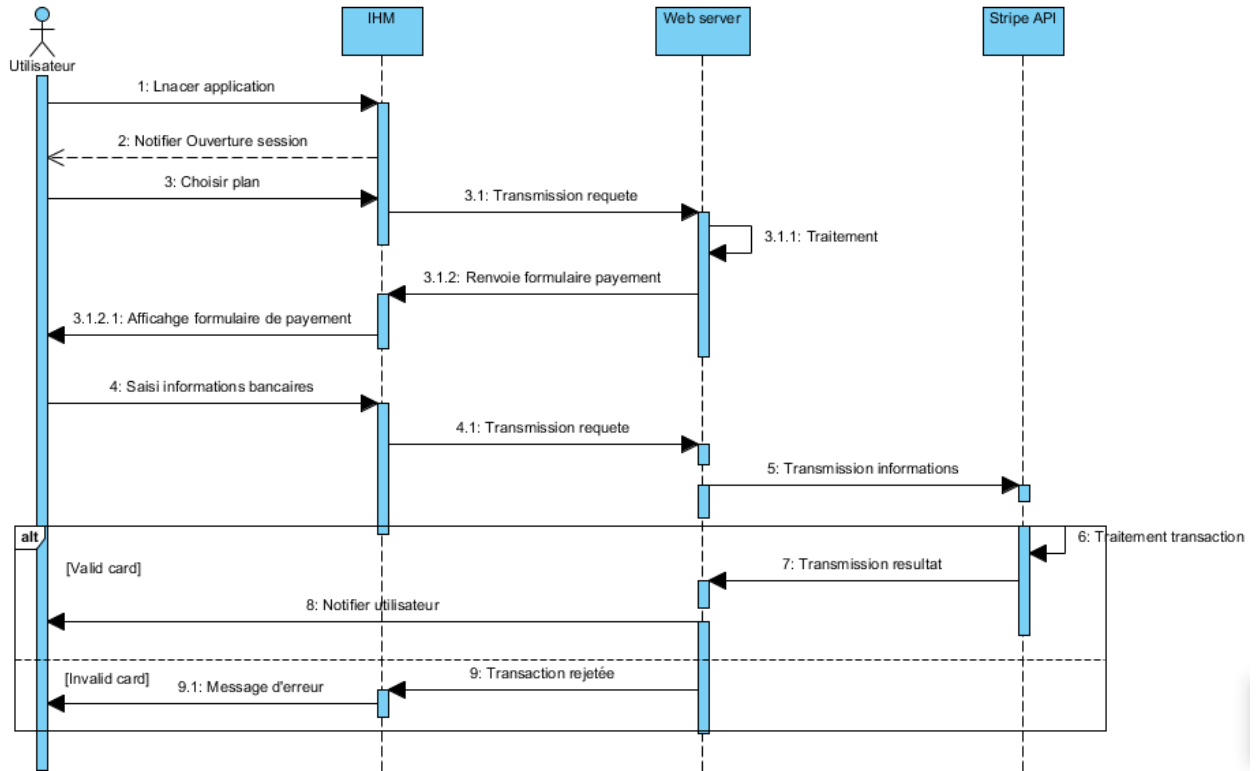 IHM
Web server
Stripe API
Utilisateur
1: Lnacer application
2: Notifier Ouverture session
3: Choisir plan
3.1: Transmission requete
3.1.1: Traitement
3.1.2: Renvoie formulaire payement
3.1.2.1: Afficahge formulaire de payement
4: Saisi informations bancaires
4.1: Transmission requete
5: Transmission informations
alt
6: Traitement transaction
[Valid card]
7: Transmission resultat
8: Notifier utilisateur
[Invalid card]
9: Transaction rejetée
9.1: Message d'erreur